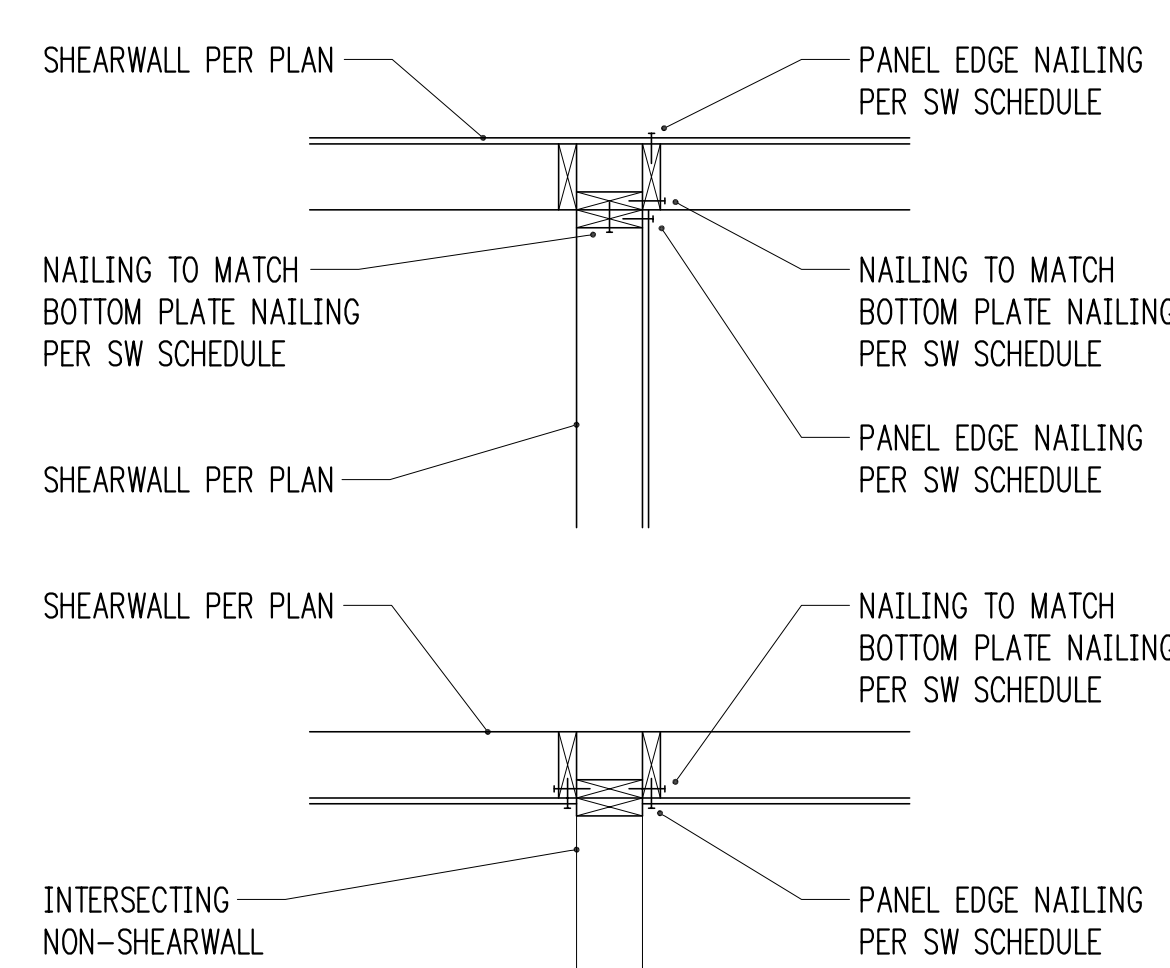 SHEARWALL PER PLAN
PANEL EDGE NAILING
PER SW SCHEDULE
NAILING TO MATCH
BOTTOM PLATE NAILING
PER SW SCHEDULE
NAILING TO MATCH
BOTTOM PLATE NAILING
PER SW SCHEDULE
SHEARWALL PER PLAN
PANEL EDGE NAILING
PER SW SCHEDULE
SHEARWALL PER PLAN
NAILING TO MATCH
BOTTOM PLATE NAILING
PER SW SCHEDULE
INTERSECTING
NON-SHEARWALL
PANEL EDGE NAILING
PER SW SCHEDULE